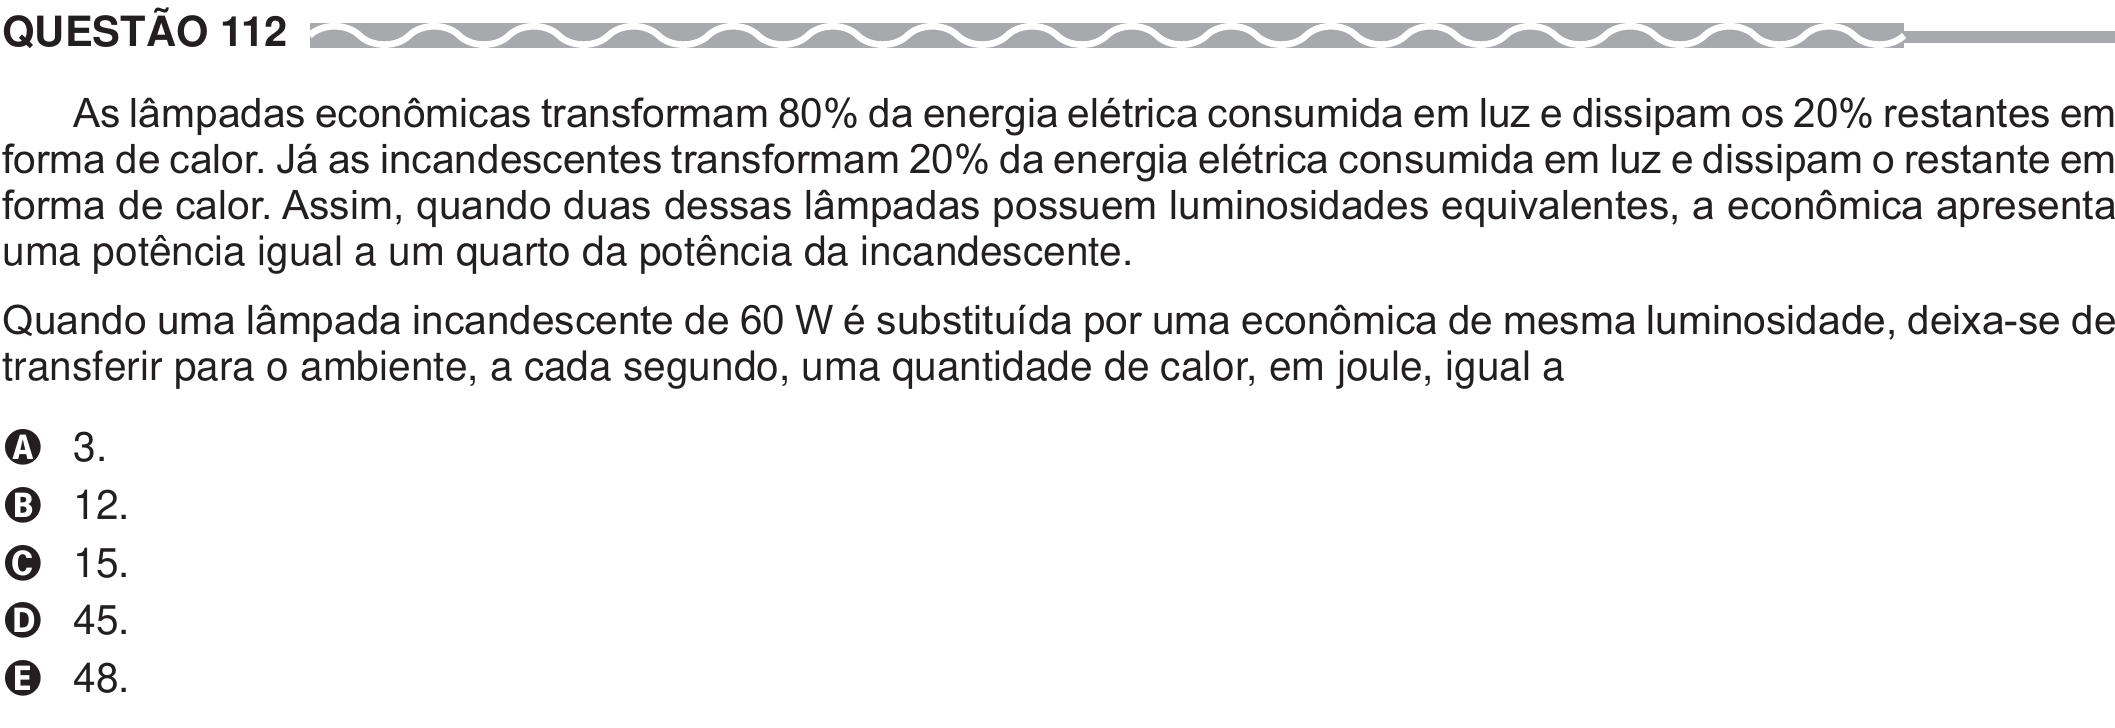 QUESTÃO 112
As lâmpadas econômicas transformam 80% da energia elétrica consumida em luz e dissipam os 20% restantes em
forma de calor. Já as incandescentes transformam 20% da energia elétrica consumida em luz e dissipam o restante em
forma de calor. Assim, quando duas dessas lâmpadas possuem luminosidades equivalentes, a econômica apresenta
uma potência igual a um quarto da potência da incandescente.
Quando uma lâmpada incandescente de 60 W é substituída por uma econômica de mesma luminosidade, deixa-se de
transferir para o ambiente, a cada segundo, uma quantidade de calor, em joule, igual a
A 3.
B 12.
C 15.
D 45.
E 48.